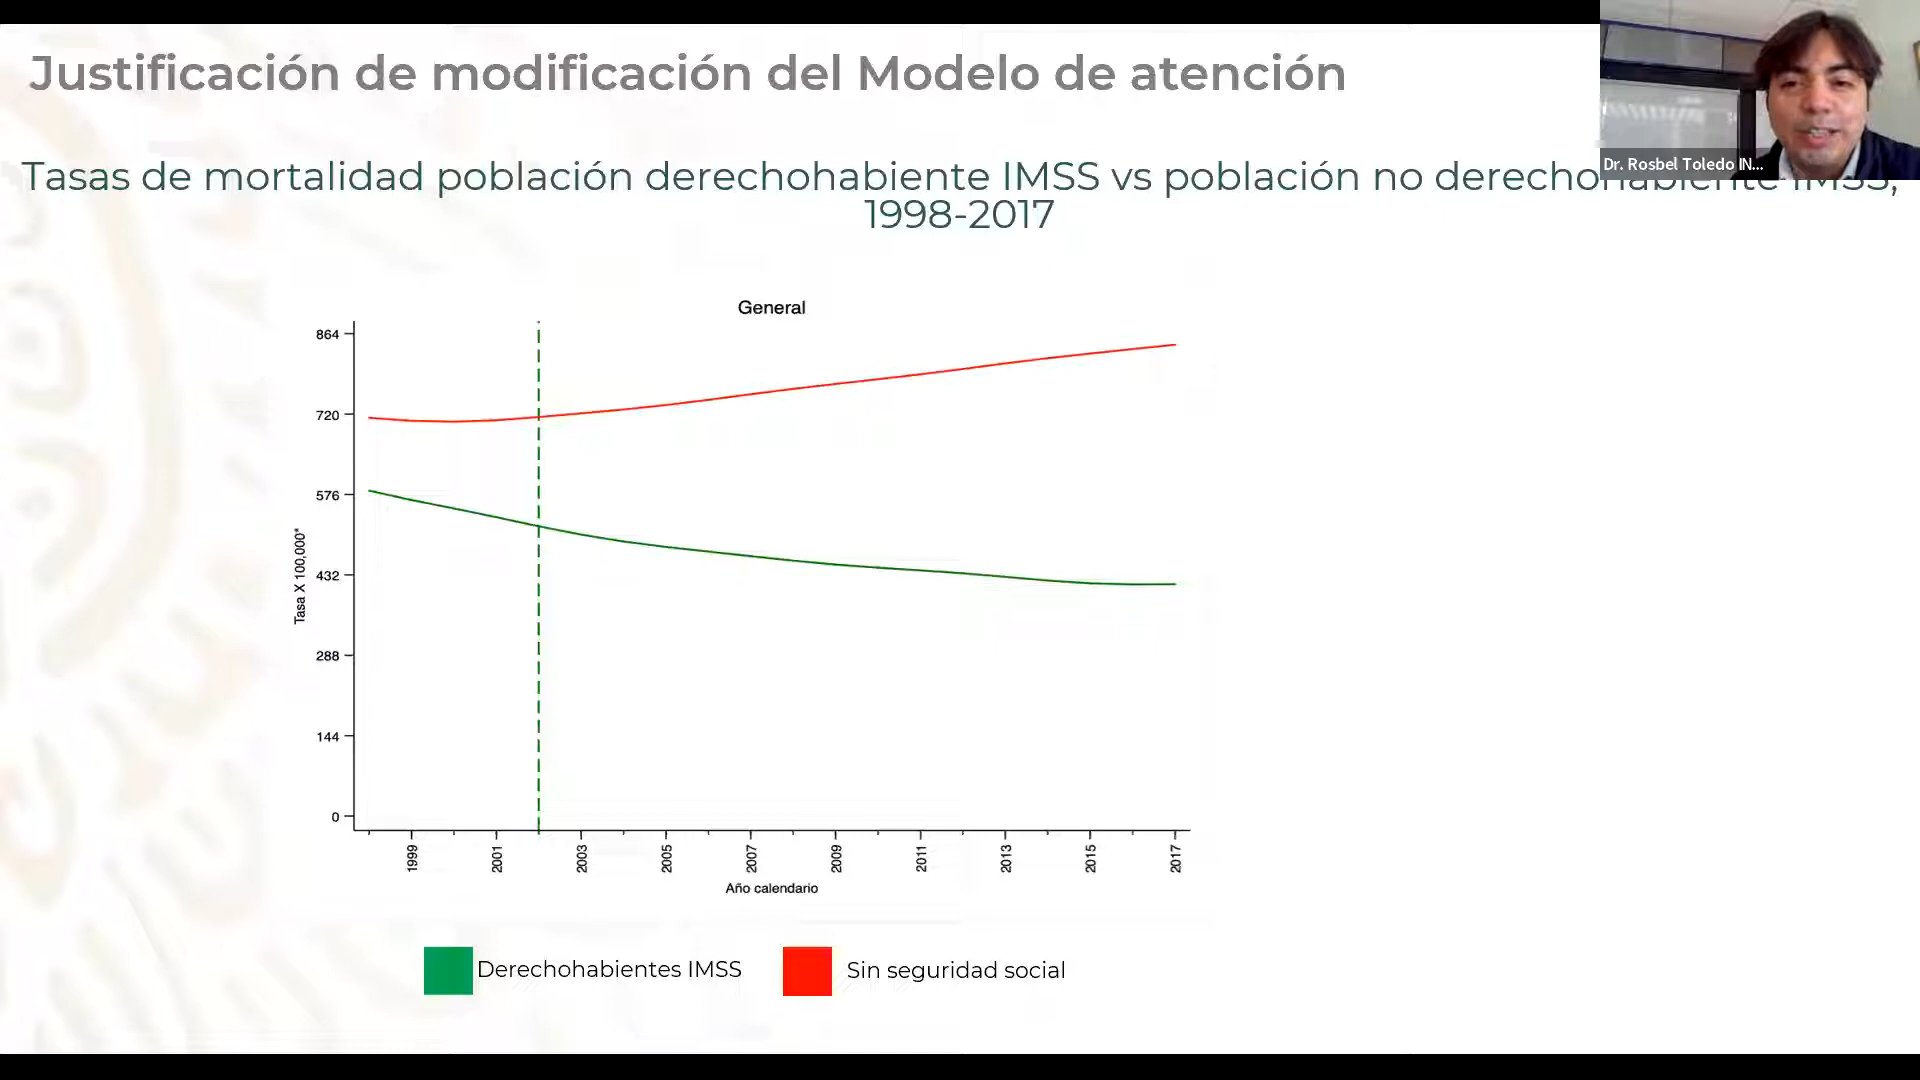 Justificación de modificación del Modelo de atención
Dr. Rosbel Toledo IN...
Tasas de mortalidad población derechohabiente IMSS vs población no derechohabiente IMSS,
1998-2017
General
864
720
576
432
288
144
0
Tasa X 100,000*
1999
2001
2003
2005
2007
2009
2011
2013
2015
2017
Año calendario
Derechohabientes IMSS
Sin seguridad social